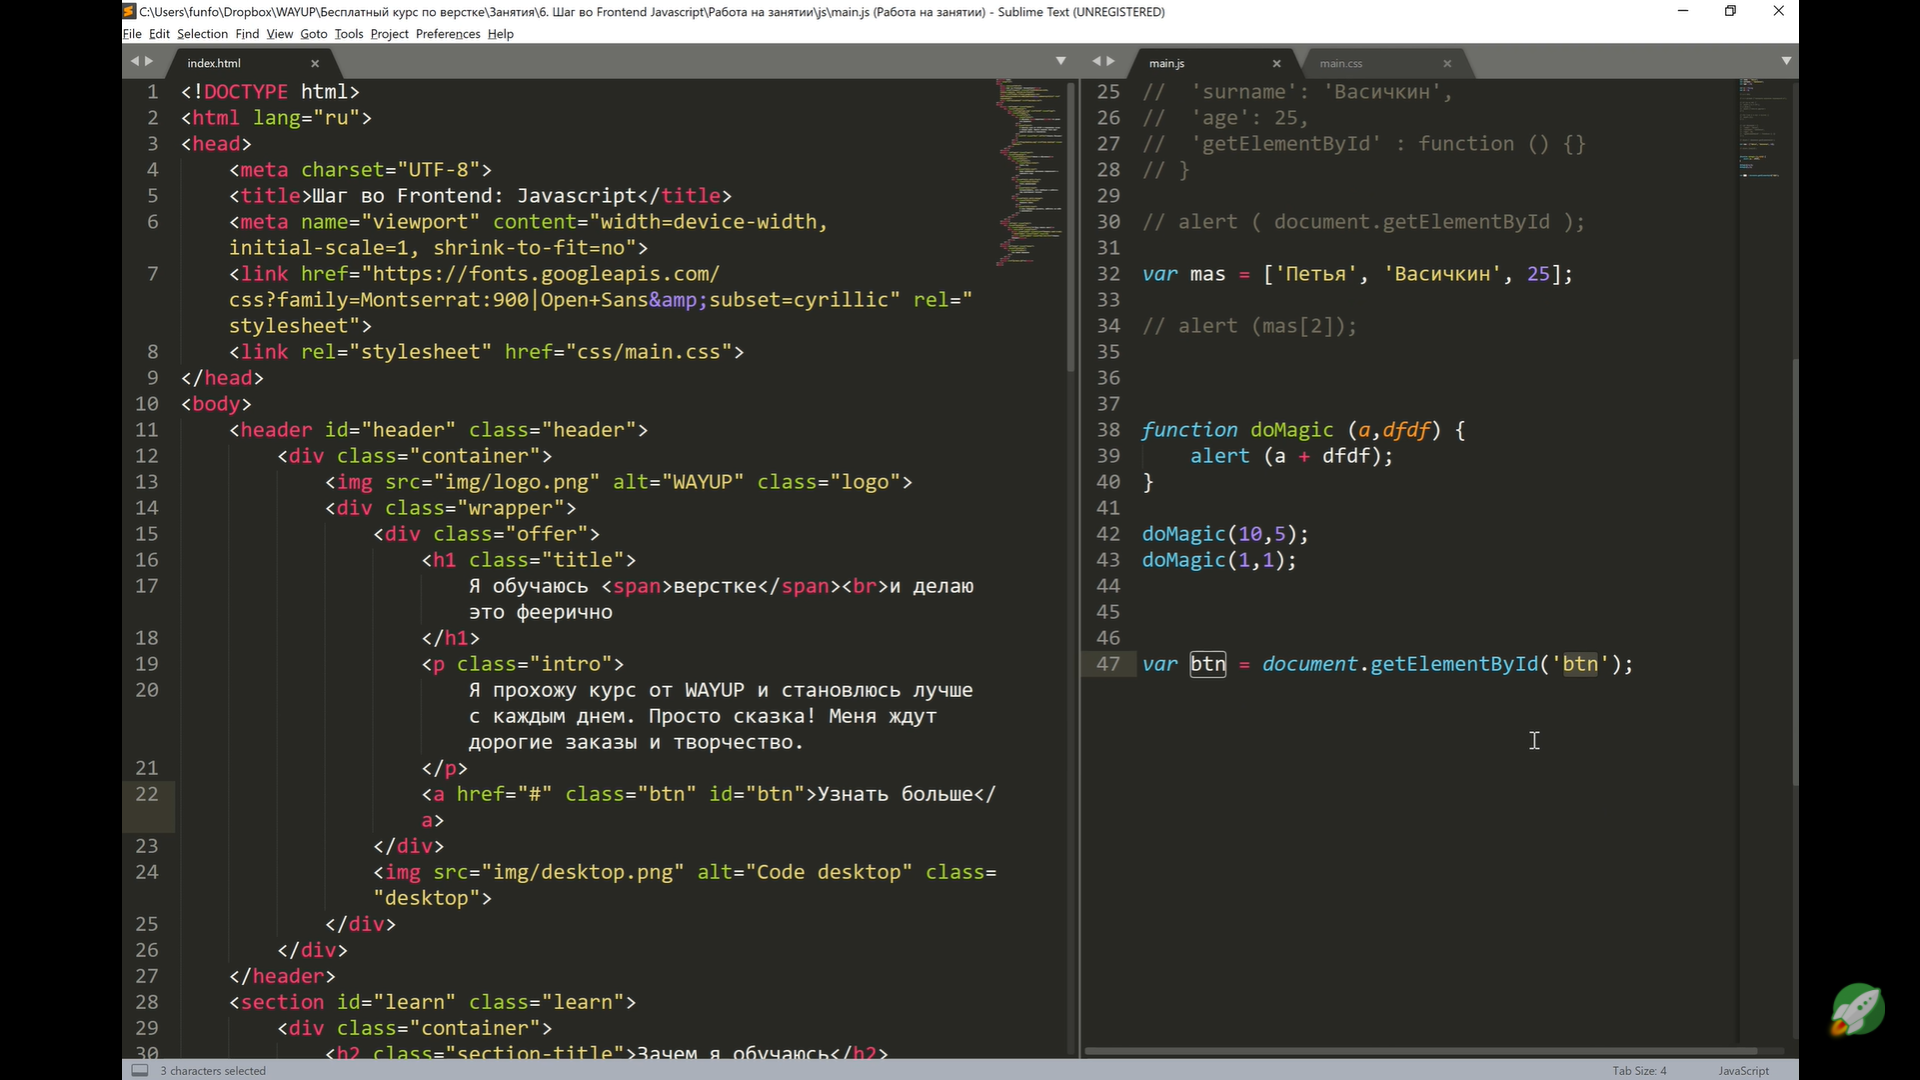 C:\Users\funfo\Dropbox\WAYUP\Бесплатный курс по верстке\Занятия\6. Шаг во Frontend Javascript\Работа на занятии\js\main.js (Работа на занятии) - Sublime Text (UNREGISTERED)
File Edit Selection Find View Goto Tools Project Preferences Help
index.html
1 <!DOCTYPE html>
2 <html lang="ru">
3 <head>
4 <meta charset="UTF-8">
5 <title>Шаг во Frontend: Javascript</title>
6 <meta name="viewport" content="width=device-width,
initial-scale=1, shrink-to-fit=no">
7 <link href="https://fonts.googleapis.com/
css?family=Montserrat:900|Open+Sans&amp;subset=cyrillic" rel="
stylesheet">
8 <link rel="stylesheet" href="css/main.css">
9 </head>
10 <body>
11 <header id="header" class="header">
12 <div class="container">
13 <img src="img/logo.png" alt="WAYUP" class="logo">
14 <div class="wrapper">
15 <div class="offer">
16 <h1 class="title">
17 Я обучаюсь <span>верстке</span><br>и делаю
это феерично
18 </h1>
19 <p class="intro">
20 Я прохожу курс от WAYUP и становлюсь лучше
с каждым днем. Просто сказка! Меня ждут
дорогие заказы и творчество.
21 </p>
22 <a href="#" class="btn" id="btn">Узнать больше</
a>
23 </div>
24 <img src="img/desktop.png" alt="Code desktop" class=
"desktop">
25 </div>
26 </div>
27 </header>
28 <section id="learn" class="learn">
29 <div class="container">
30 <h2 class="section-title">Зачем я обучаюсь</h2>
main.js
main.css
25 // 'surname': 'Васичкин',
26 // 'age': 25,
27 // 'getElementById' : function () {}
28 // }
29
30 // alert ( document.getElementById );
31
32 var mas = ['Петья', 'Васичкин', 25];
33
34 // alert (mas[2]);
35
36
37
38 function doMagic (a,dfdf) {
39 alert (a + dfdf);
40 }
41
42 doMagic(10,5);
43 doMagic(1,1);
44
45
46
47 var btn = document.getElementById('btn');
3 characters selected
Tab Size: 4
JavaScript